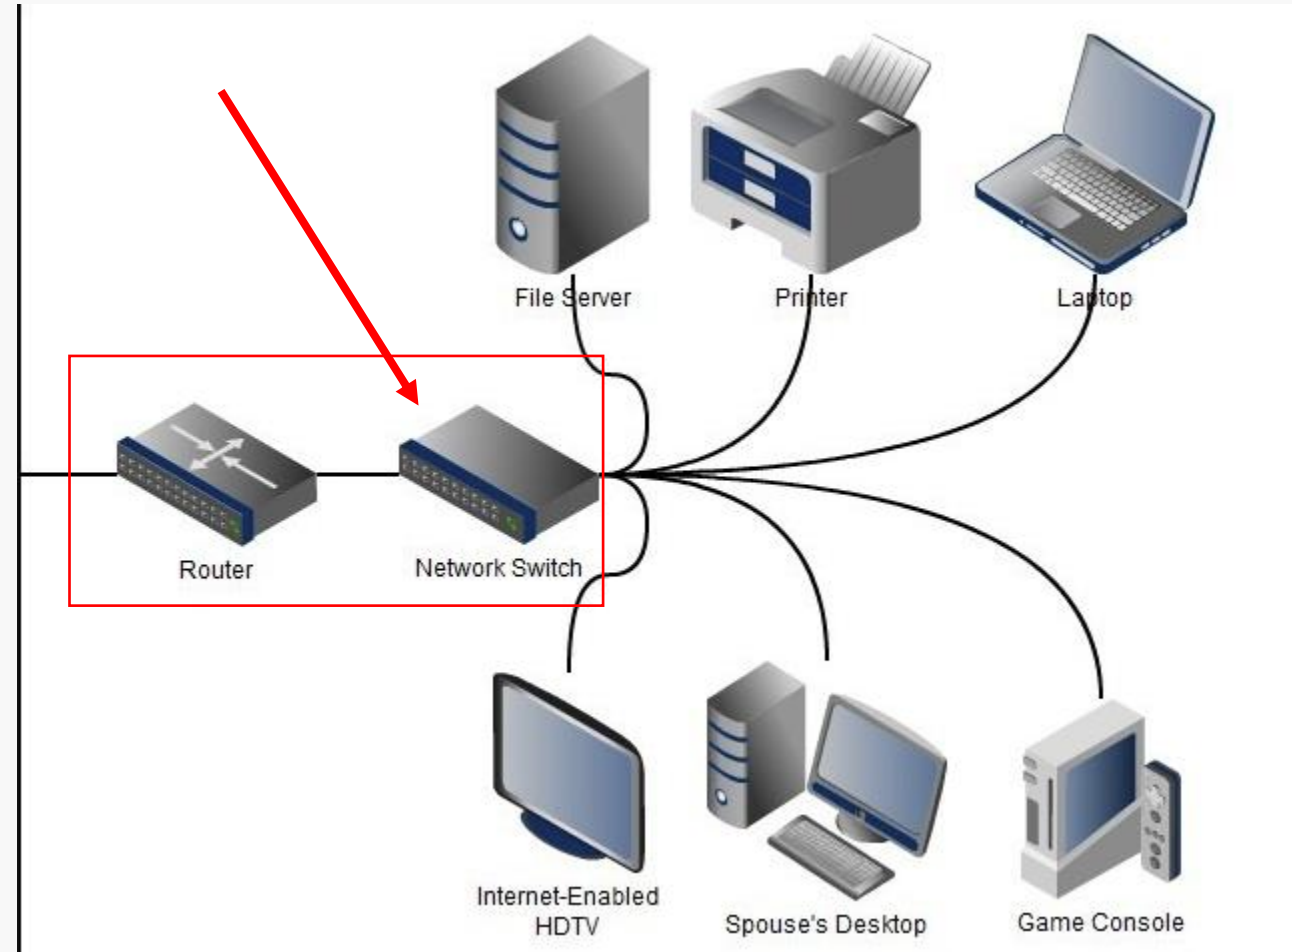 File Server
Printer
Laptop
Router
Network Switch
Internet-Enabled
HDTV
Spouse's Desktop
Game Console